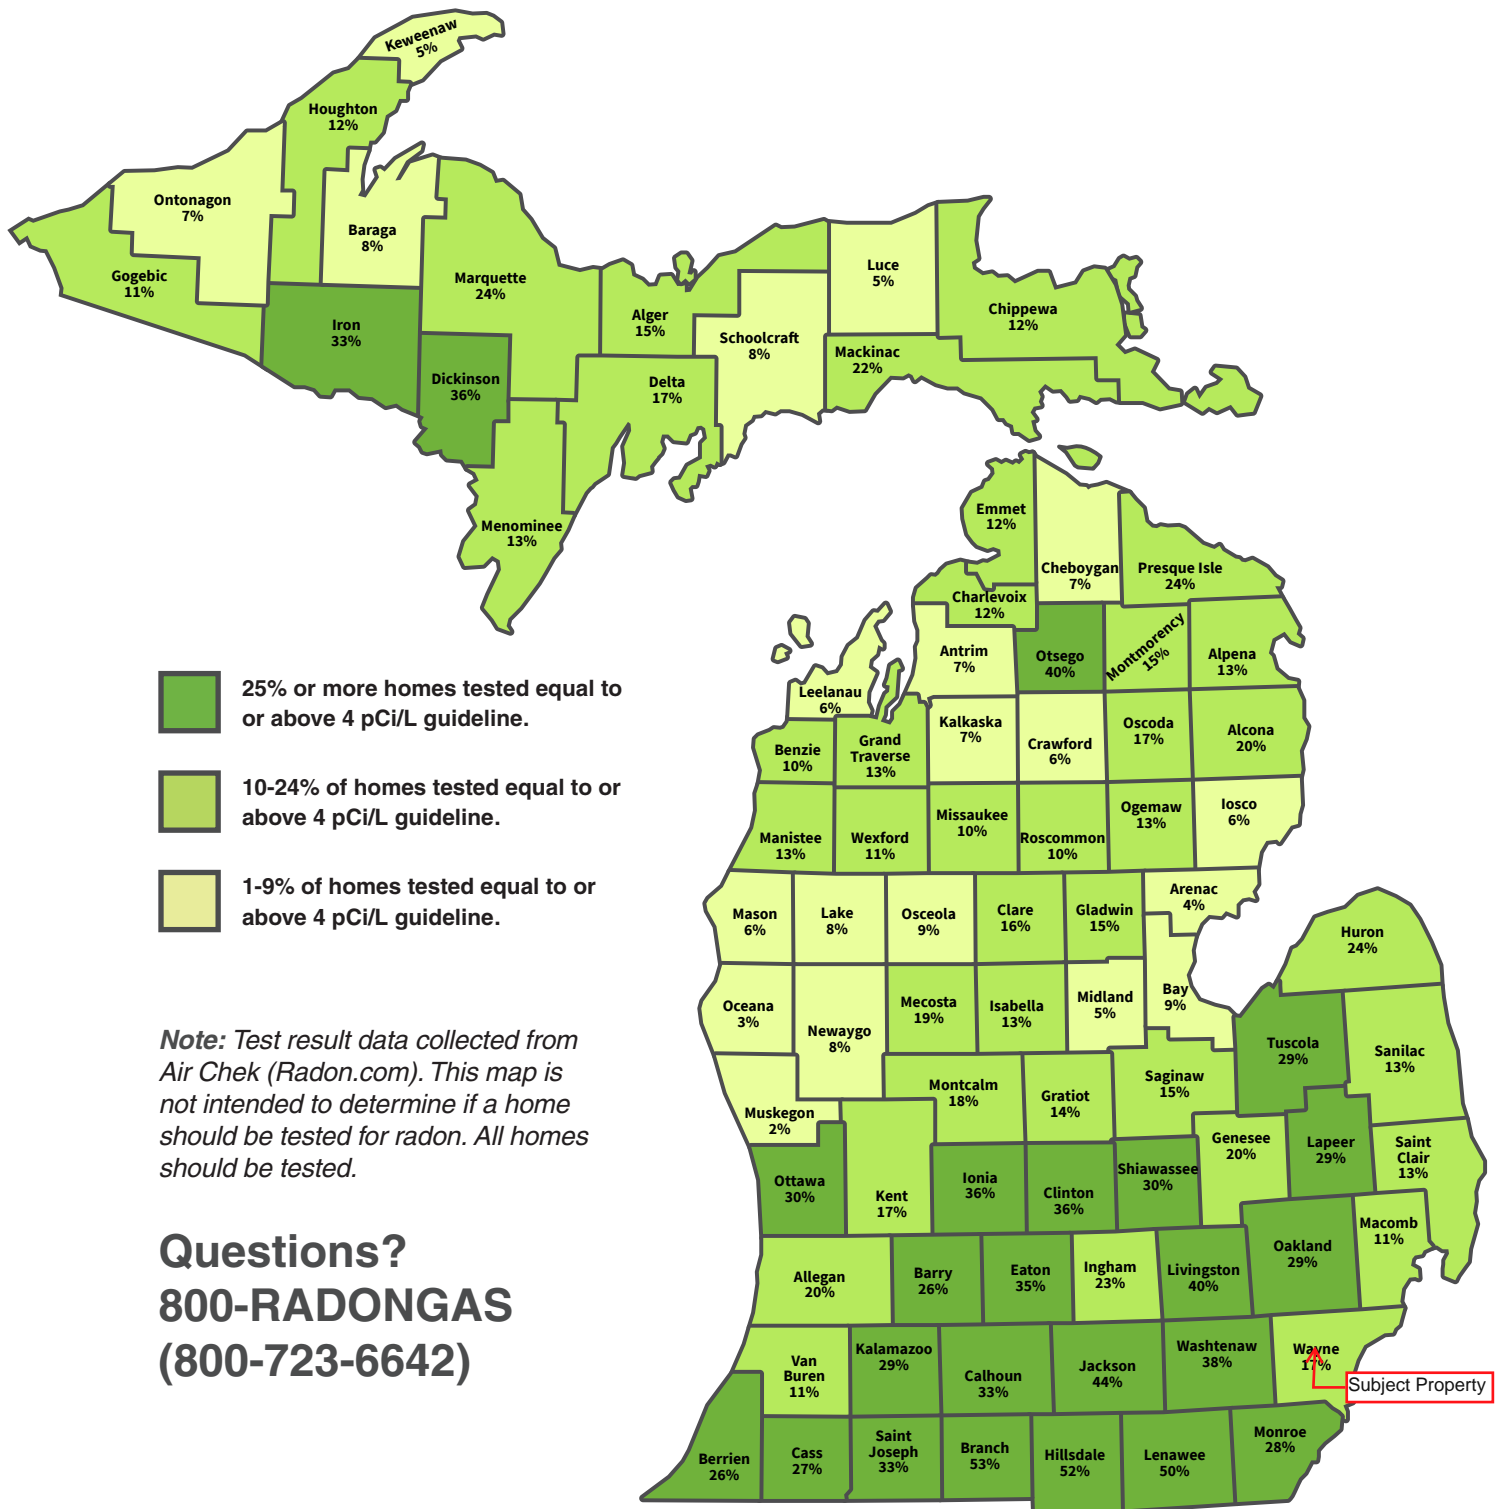 Keweenaw
5%
Houghton
12%
Ontonagon
7%
Baraga
8%
Gogebic
11%
Marquette
24%
Iron
33%
Dickinson
36%
Alger
15%
Schoolcraft
8%
Luce
5%
Chippewa
12%
Mackinac
22%
Delta
17%
Menominee
13%
Emmet
12%
Cheboygan
7%
Presque Isle
24%
Charlevoix
12%
Antrim
7%
Otsego
40%
Montmorency
15%
Alpena
13%
Leelanau
6%
Benzie
10%
Grand
Traverse
13%
Kalkaska
7%
Crawford
6%
Oscoda
17%
Alcona
20%
Manistee
13%
Wexford
11%
Missaukee
10%
Roscommon
10%
Ogemaw
13%
Iosco
6%
Mason
6%
Lake
8%
Osceola
9%
Clare
16%
Gladwin
15%
Arenac
4%
Huron
24%
Oceana
3%
Newaygo
8%
Mecosta
19%
Isabella
13%
Midland
5%
Bay
9%
Tuscola
29%
Sanilac
13%
Muskegon
2%
Montcalm
18%
Gratiot
14%
Saginaw
15%
Genesee
20%
Lapeer
29%
Saint
Clair
13%
Ottawa
30%
Kent
17%
Ionia
36%
Clinton
36%
Shiawassee
30%
Macomb
11%
Oakland
29%
Allegan
20%
Barry
26%
Eaton
35%
Ingham
23%
Livingston
40%
Van
Buren
11%
Kalamazoo
29%
Calhoun
33%
Jackson
44%
Washtenaw
38%
Wayne
17%
Subject Property
Berrien
26%
Cass
27%
Saint
Joseph
33%
Branch
53%
Hillsdale
52%
Lenawee
50%
Monroe
28%
25% or more homes tested equal to
or above 4 pCi/L guideline.
10-24% of homes tested equal to or
above 4 pCi/L guideline.
1-9% of homes tested equal to or
above 4 pCi/L guideline.
Note: Test result data collected from
Air Chek (Radon.com). This map is
not intended to determine if a home
should be tested for radon. All homes
should be tested.
Questions?
800-RADONGAS
(800-723-6642)